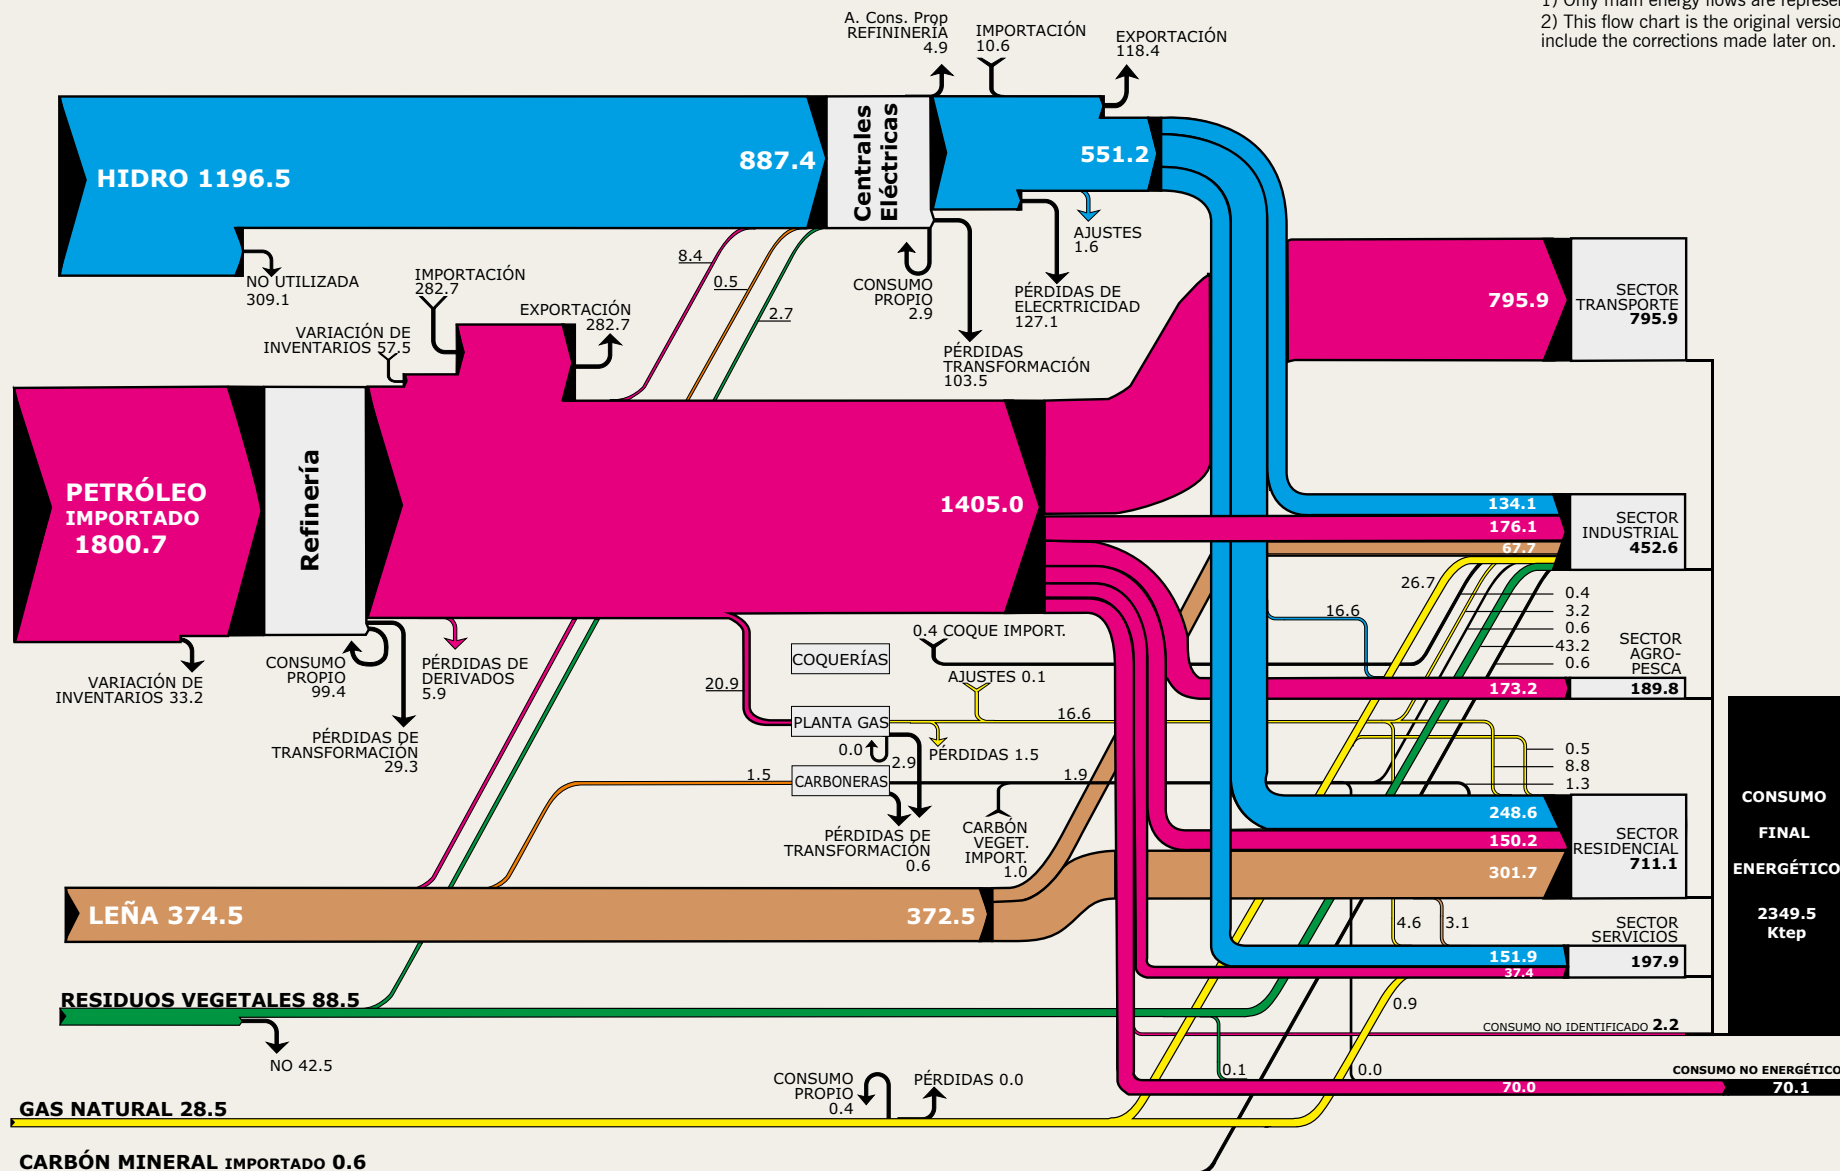 1) Only main energy flows are represe
2) This flow chart is the original versio
include the corrections made later on.
A. Cons. Prop
REFININERÍA
4.9
IMPORTACIÓN
10.6
EXPORTACIÓN
118.4
HIDRO 1196.5
887.4
Centrales
Eléctricas
551.2
NO UTILIZADA
309.1
AJUSTES
1.6
CONSUMO
PROPIO
2.9
PÉRDIDAS DE
ELECRTRICIDAD
127.1
PÉRDIDAS
TRANSFORMACIÓN
103.5
8.4
0.5
2.7
IMPORTACIÓN
282.7
EXPORTACIÓN
282.7
VARIACIÓN DE
INVENTARIOS 57.5
795.9
SECTOR
TRANSPORTE
795.9
PETRÓLEO
IMPORTADO
1800.7
Refinería
1405.0
134.1
176.1
67.7
SECTOR
INDUSTRIAL
452.6
26.7
16.6
0.4
3.2
0.6
43.2
0.6
SECTOR
AGRO-
PESCA
173.2
189.8
VARIACIÓN DE
INVENTARIOS 33.2
CONSUMO
PROPIO
99.4
PÉRDIDAS DE
DERIVADOS
5.9
PÉRDIDAS DE
TRANSFORMACIÓN
29.3
0.4 COQUE IMPORT.
COQUERÍAS
AJUSTES 0.1
20.9
PLANTA GAS
16.6
0.0
2.9
PÉRDIDAS 1.5
0.5
8.8
1.3
1.5
CARBONERAS
1.9
PÉRDIDAS DE
TRANSFORMACIÓN
0.6
CARBÓN
VEGET.
IMPORT.
1.0
248.6
150.2
301.7
SECTOR
RESIDENCIAL
711.1
CONSUMO
FINAL
ENERGÉTICO
2349.5
Ktep
LEÑA 374.5
372.5
4.6
3.1
SECTOR
SERVICIOS
151.9
37.4
197.9
RESIDUOS VEGETALES 88.5
NO 42.5
0.9
CONSUMO NO IDENTIFICADO 2.2
0.1
0.0
CONSUMO NO ENERGÉTICO
70.0
70.1
CONSUMO
PROPIO
0.4
PÉRDIDAS 0.0
GAS NATURAL 28.5
CARBÓN MINERAL IMPORTADO 0.6